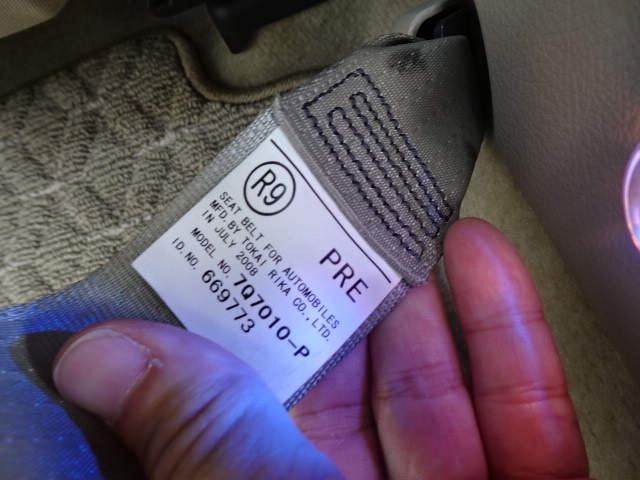 R9
PRE
SEAT BELT FOR AUTOMOBILES
MFD.BY TOKAI RIKA CO.,LTD.
IN JULY 2008
MODEL NO. 7Q7010-P
ID.NO. 669773